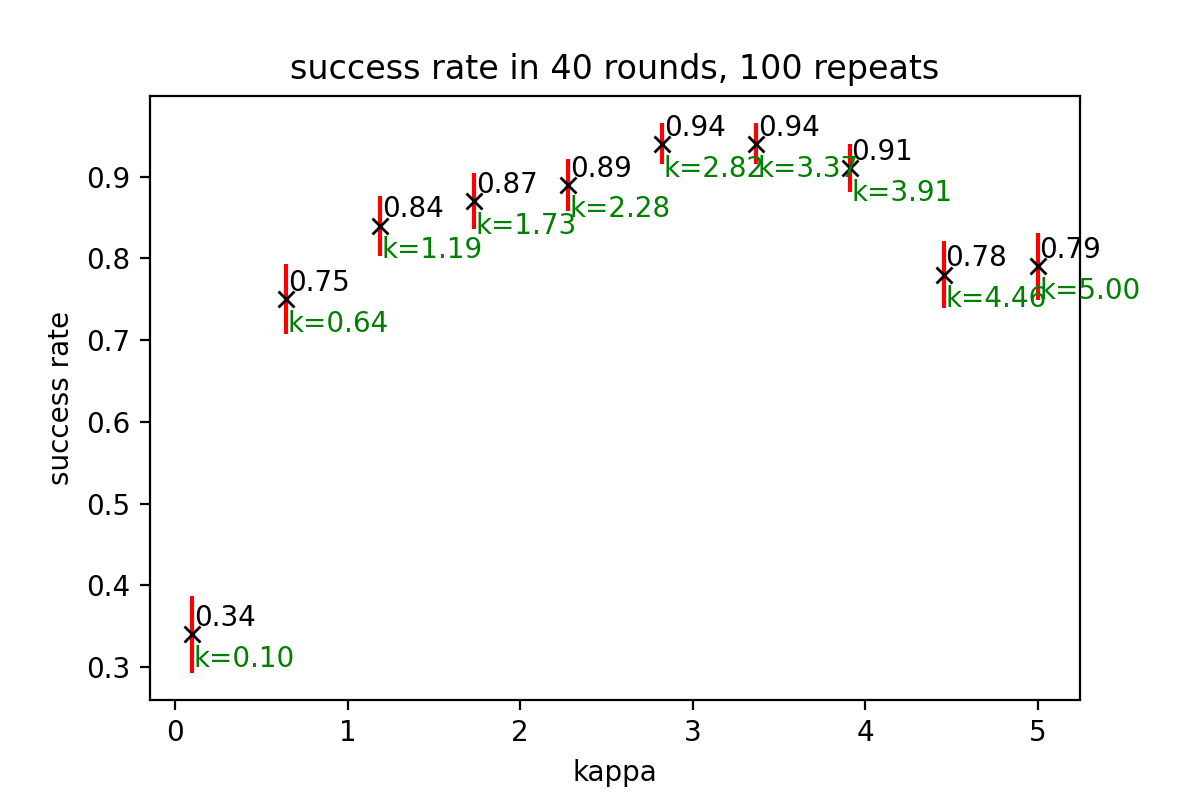 success rate in 40 rounds, 100 repeats
success rate
0.9
0.8
0.7
0.6
0.5
0.4
0.3
0.34
k=0.10
0.75
k=0.64
0.84
k=1.19
0.87
k=1.73
0.89
k=2.28
0.94
k=2.82
0.94
k=3.37
0.91
k=3.91
0.78
k=4.46
0.79
k=5.00
0 1 2 3 4 5
kappa